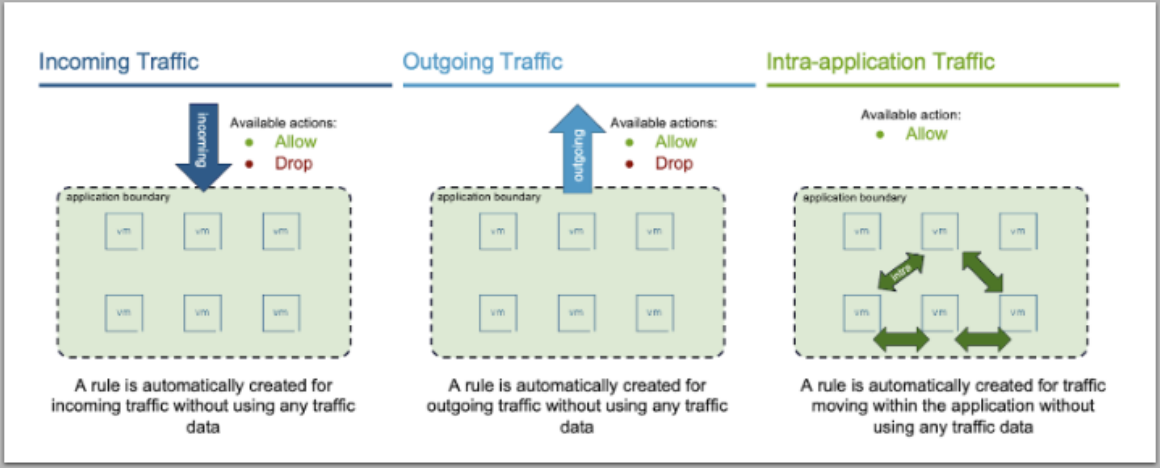 Incoming Traffic
incoming
Available actions:
Allow
Drop
application boundary
vm vm vm
vm vm vm
A rule is automatically created for
incoming traffic without using any traffic
data
Outgoing Traffic
outgoing
Available actions:
Allow
Drop
application boundary
vm vm vm
vm vm vm
A rule is automatically created for
outgoing traffic without using any traffic
data
Intra-application Traffic
Available action:
Allow
application boundary
vm vm vm
intra
vm vm vm
A rule is automatically created for traffic
moving within the application without
using any traffic data